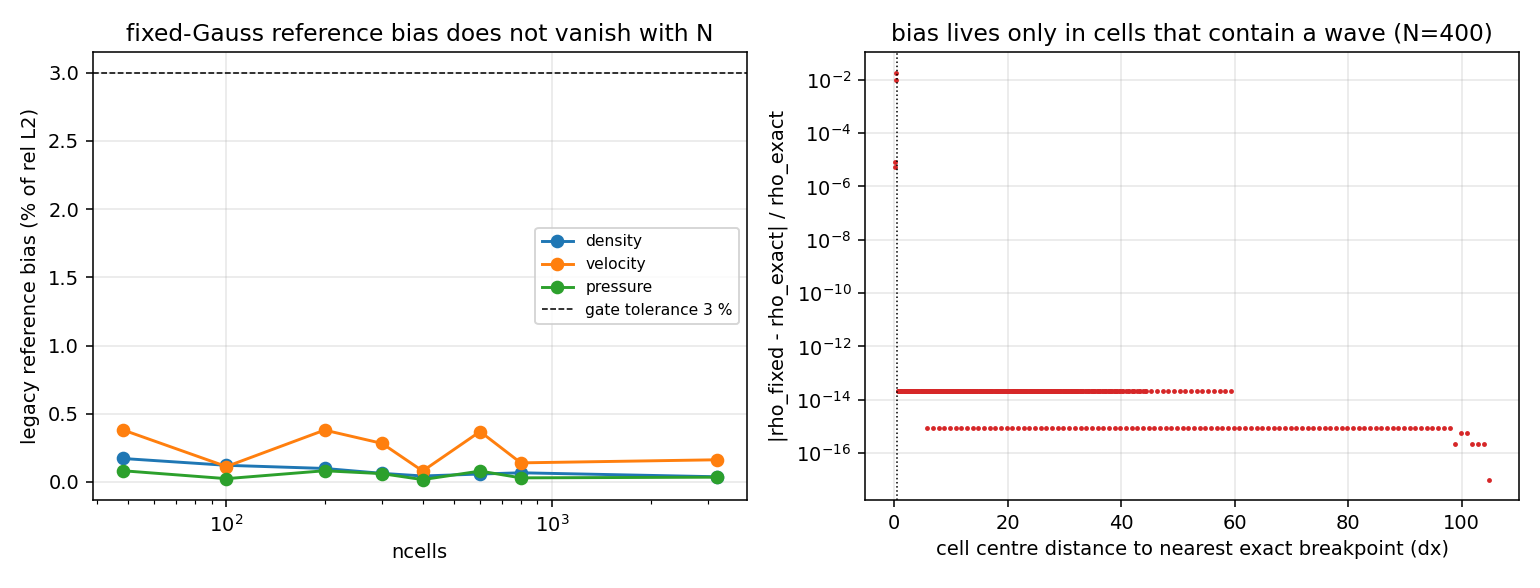 fixed-Gauss reference bias does not vanish with N
legacy reference bias (% of rel L2)
3.0
2.5
2.0
1.5
1.0
0.5
0.0
density
velocity
pressure
gate tolerance 3 %
10²
10³
ncells
bias lives only in cells that contain a wave (N=400)
|rho_fixed - rho_exact| / rho_exact
10⁻²
10⁻⁴
10⁻⁶
10⁻⁸
10⁻¹⁰
10⁻¹²
10⁻¹⁴
10⁻¹⁶
0
20
40
60
80
100
cell centre distance to nearest exact breakpoint (dx)